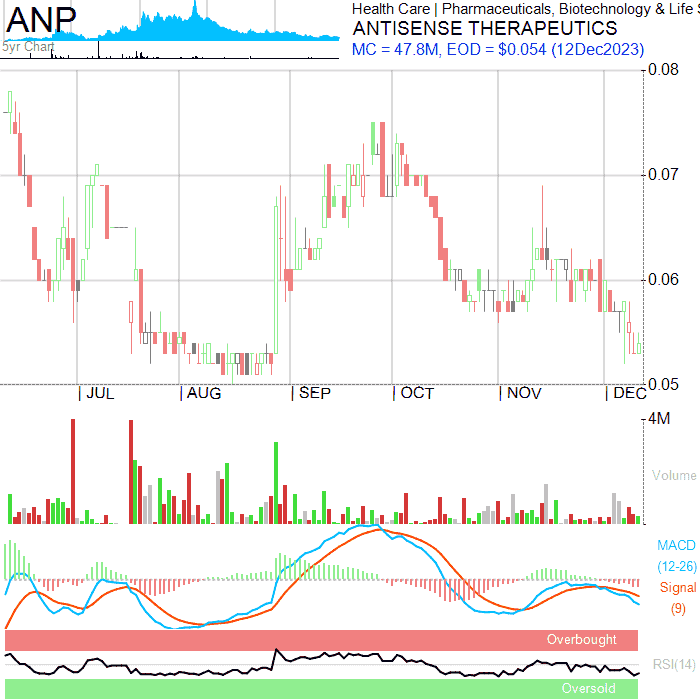 ANP
5yr Chart
Health Care | Pharmaceuticals, Biotechnology & Life S
ANTISENSE THERAPEUTICS
MC = 47.8M, EOD = $0.054 (12Dec2023)
0.08
0.07
0.06
0.05
| JUL | AUG | SEP | OCT | NOV | DEC
4M
Volume
MACD
(12-26)
Signal
(9)
Overbought
RSI(14)
Oversold